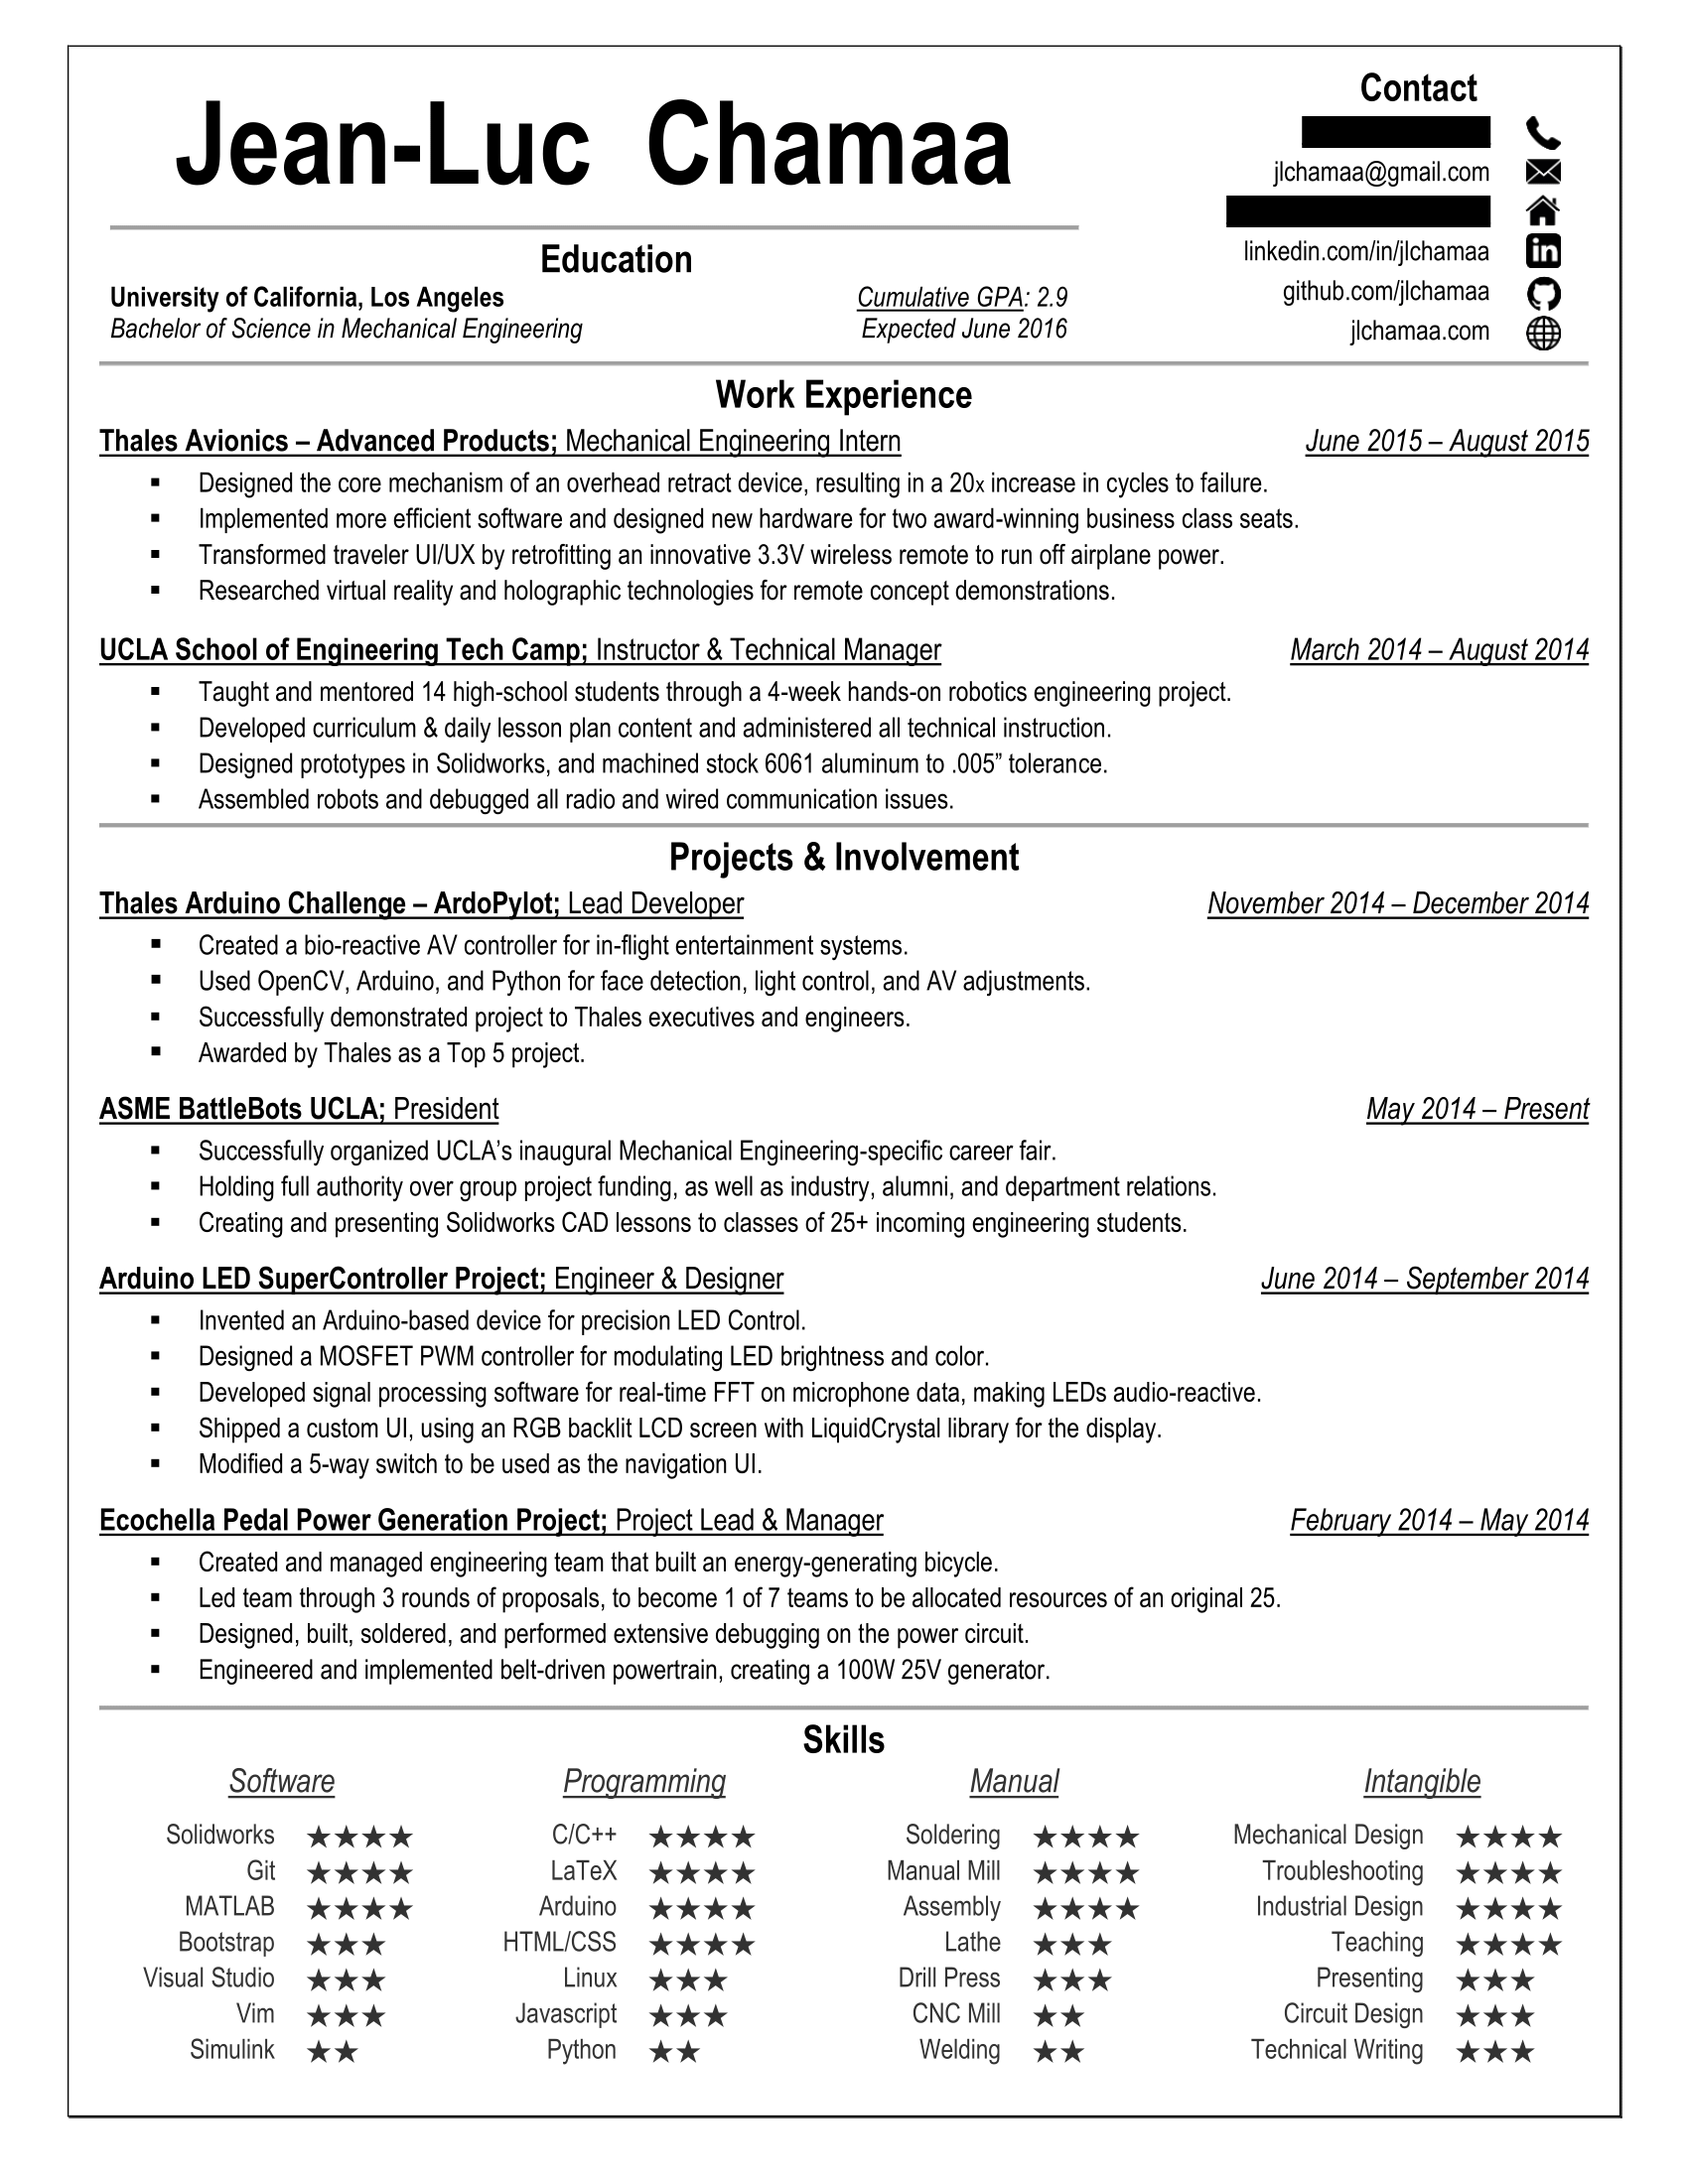 Jean-Luc Chamaa
Contact
jlchamaa@gmail.com
linkedin.com/in/jlchamaa
github.com/jlchamaa
jlchamaa.com
Education
University of California, Los Angeles Cumulative GPA: 2.9
Bachelor of Science in Mechanical Engineering Expected June 2016
Work Experience
Thales Avionics – Advanced Products; Mechanical Engineering Intern June 2015 – August 2015
▪ Designed the core mechanism of an overhead retract device, resulting in a 20x increase in cycles to failure.
▪ Implemented more efficient software and designed new hardware for two award-winning business class seats.
▪ Transformed traveler UI/UX by retrofitting an innovative 3.3V wireless remote to run off airplane power.
▪ Researched virtual reality and holographic technologies for remote concept demonstrations.
UCLA School of Engineering Tech Camp; Instructor & Technical Manager March 2014 – August 2014
▪ Taught and mentored 14 high-school students through a 4-week hands-on robotics engineering project.
▪ Developed curriculum & daily lesson plan content and administered all technical instruction.
▪ Designed prototypes in Solidworks, and machined stock 6061 aluminum to .005” tolerance.
▪ Assembled robots and debugged all radio and wired communication issues.
Projects & Involvement
Thales Arduino Challenge – ArdoPylot; Lead Developer November 2014 – December 2014
▪ Created a bio-reactive AV controller for in-flight entertainment systems.
▪ Used OpenCV, Arduino, and Python for face detection, light control, and AV adjustments.
▪ Successfully demonstrated project to Thales executives and engineers.
▪ Awarded by Thales as a Top 5 project.
ASME BattleBots UCLA; President May 2014 – Present
▪ Successfully organized UCLA’s inaugural Mechanical Engineering-specific career fair.
▪ Holding full authority over group project funding, as well as industry, alumni, and department relations.
▪ Creating and presenting Solidworks CAD lessons to classes of 25+ incoming engineering students.
Arduino LED SuperController Project; Engineer & Designer June 2014 – September 2014
▪ Invented an Arduino-based device for precision LED Control.
▪ Designed a MOSFET PWM controller for modulating LED brightness and color.
▪ Developed signal processing software for real-time FFT on microphone data, making LEDs audio-reactive.
▪ Shipped a custom UI, using an RGB backlit LCD screen with LiquidCrystal library for the display.
▪ Modified a 5-way switch to be used as the navigation UI.
Ecochella Pedal Power Generation Project; Project Lead & Manager February 2014 – May 2014
▪ Created and managed engineering team that built an energy-generating bicycle.
▪ Led team through 3 rounds of proposals, to become 1 of 7 teams to be allocated resources of an original 25.
▪ Designed, built, soldered, and performed extensive debugging on the power circuit.
▪ Engineered and implemented belt-driven powertrain, creating a 100W 25V generator.
Skills
Software Programming Manual Intangible
Solidworks ★★★★ C/C++ ★★★★ Soldering ★★★★ Mechanical Design ★★★★
Git ★★★★ LaTeX ★★★★ Manual Mill ★★★★ Troubleshooting ★★★★
MATLAB ★★★★ Arduino ★★★★ Assembly ★★★★ Industrial Design ★★★★
Bootstrap ★★★ HTML/CSS ★★★★ Lathe ★★★ Teaching ★★★★
Visual Studio ★★★ Linux ★★★ Drill Press ★★★ Presenting ★★★
Vim ★★★ Javascript ★★★ CNC Mill ★★ Circuit Design ★★★
Simulink ★★ Python ★★ Welding ★★ Technical Writing ★★★